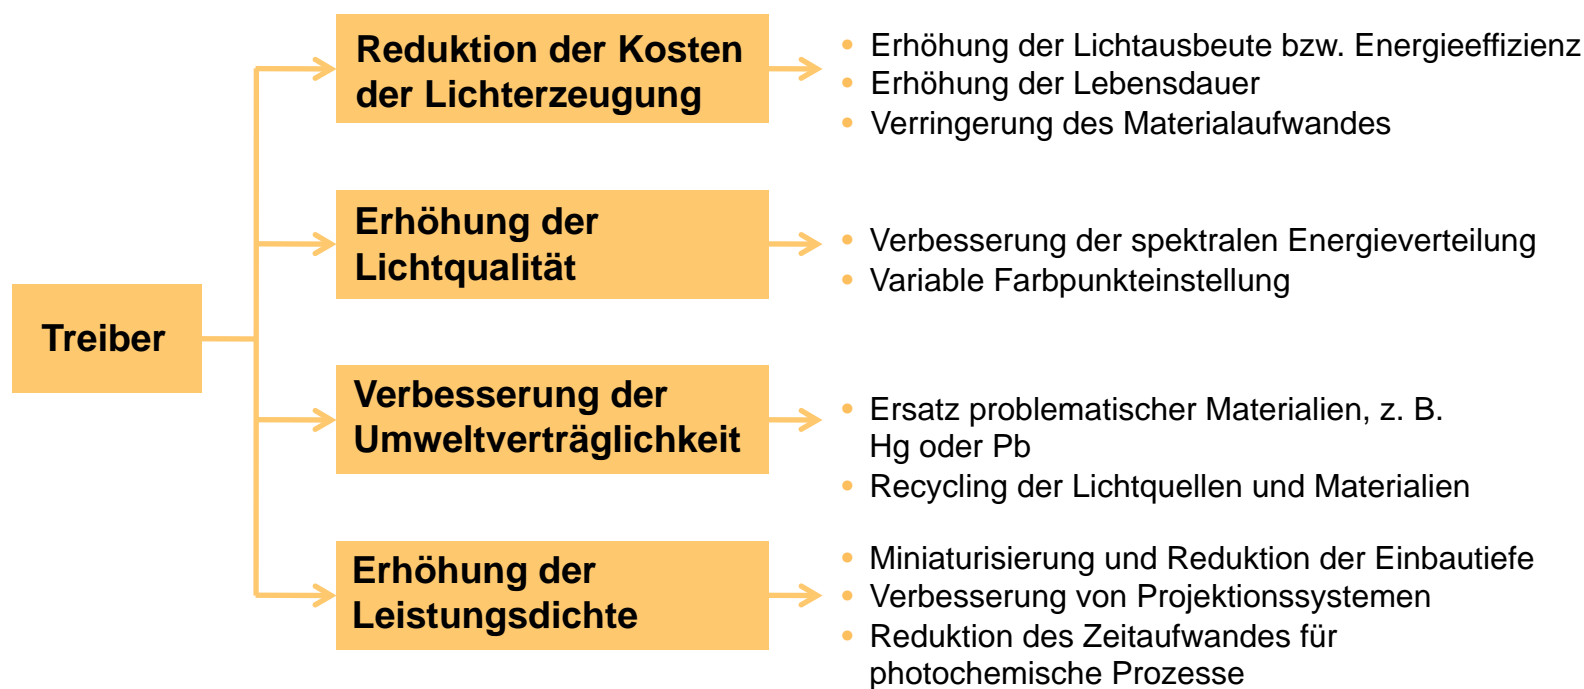 Treiber
Reduktion der Kosten
der Lichterzeugung
• Erhöhung der Lichtausbeute bzw. Energieeffizienz
• Erhöhung der Lebensdauer
• Verringerung des Materialaufwandes
Erhöhung der
Lichtqualität
• Verbesserung der spektralen Energieverteilung
• Variable Farbpunkteinstellung
Verbesserung der
Umweltverträglichkeit
• Ersatz problematischer Materialien, z. B.
Hg oder Pb
• Recycling der Lichtquellen und Materialien
Erhöhung der
Leistungsdichte
• Miniaturisierung und Reduktion der Einbautiefe
• Verbesserung von Projektionssystemen
• Reduktion des Zeitaufwandes für
photochemische Prozesse